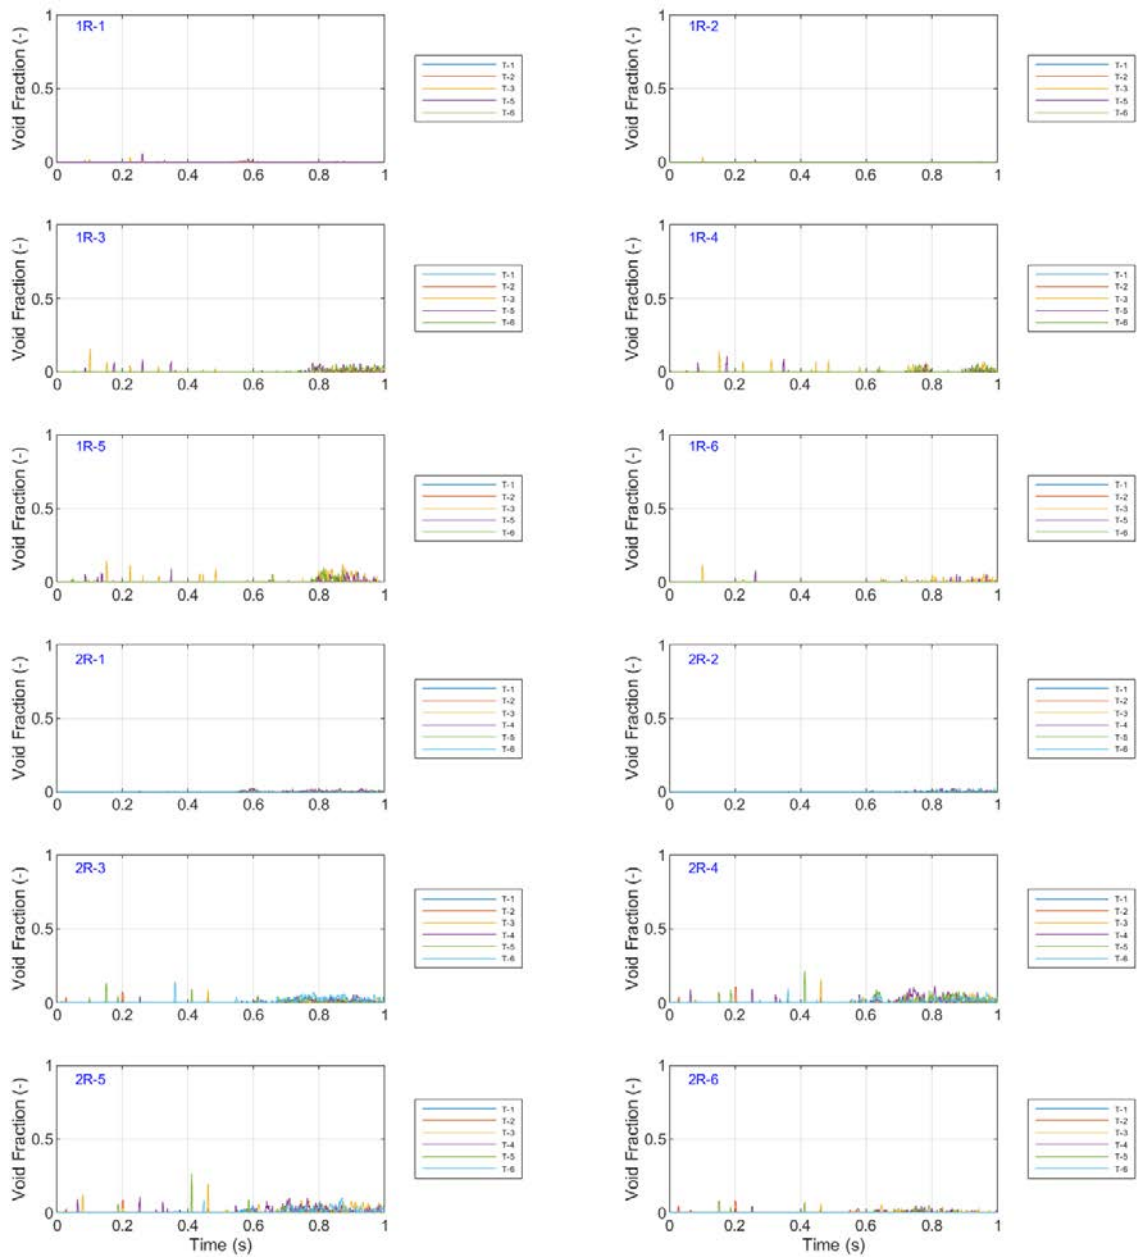 1R-1
Void Fraction (-)
1
0.5
0
0 0.2 0.4 0.6 0.8 1
T-1
T-2
T-3
T-5
T-6
1R-2
Void Fraction (-)
1
0.5
0
0 0.2 0.4 0.6 0.8 1
T-1
T-2
T-3
T-5
T-6
1R-3
Void Fraction (-)
1
0.5
0
0 0.2 0.4 0.6 0.8 1
T-1
T-2
T-3
T-5
T-6
1R-4
Void Fraction (-)
1
0.5
0
0 0.2 0.4 0.6 0.8 1
T-1
T-2
T-3
T-5
T-6
1R-5
Void Fraction (-)
1
0.5
0
0 0.2 0.4 0.6 0.8 1
T-1
T-2
T-3
T-5
T-6
1R-6
Void Fraction (-)
1
0.5
0
0 0.2 0.4 0.6 0.8 1
T-1
T-2
T-3
T-5
T-6
2R-1
Void Fraction (-)
1
0.5
0
0 0.2 0.4 0.6 0.8 1
T-1
T-2
T-3
T-4
T-5
T-6
2R-2
Void Fraction (-)
1
0.5
0
0 0.2 0.4 0.6 0.8 1
T-1
T-2
T-3
T-4
T-5
T-6
2R-3
Void Fraction (-)
1
0.5
0
0 0.2 0.4 0.6 0.8 1
T-1
T-2
T-3
T-4
T-5
T-6
2R-4
Void Fraction (-)
1
0.5
0
0 0.2 0.4 0.6 0.8 1
T-1
T-2
T-3
T-4
T-5
T-6
2R-5
Void Fraction (-)
1
0.5
0
0 0.2 0.4 0.6 0.8 1
Time (s)
T-1
T-2
T-3
T-4
T-5
T-6
2R-6
Void Fraction (-)
1
0.5
0
0 0.2 0.4 0.6 0.8 1
Time (s)
T-1
T-2
T-3
T-4
T-5
T-6